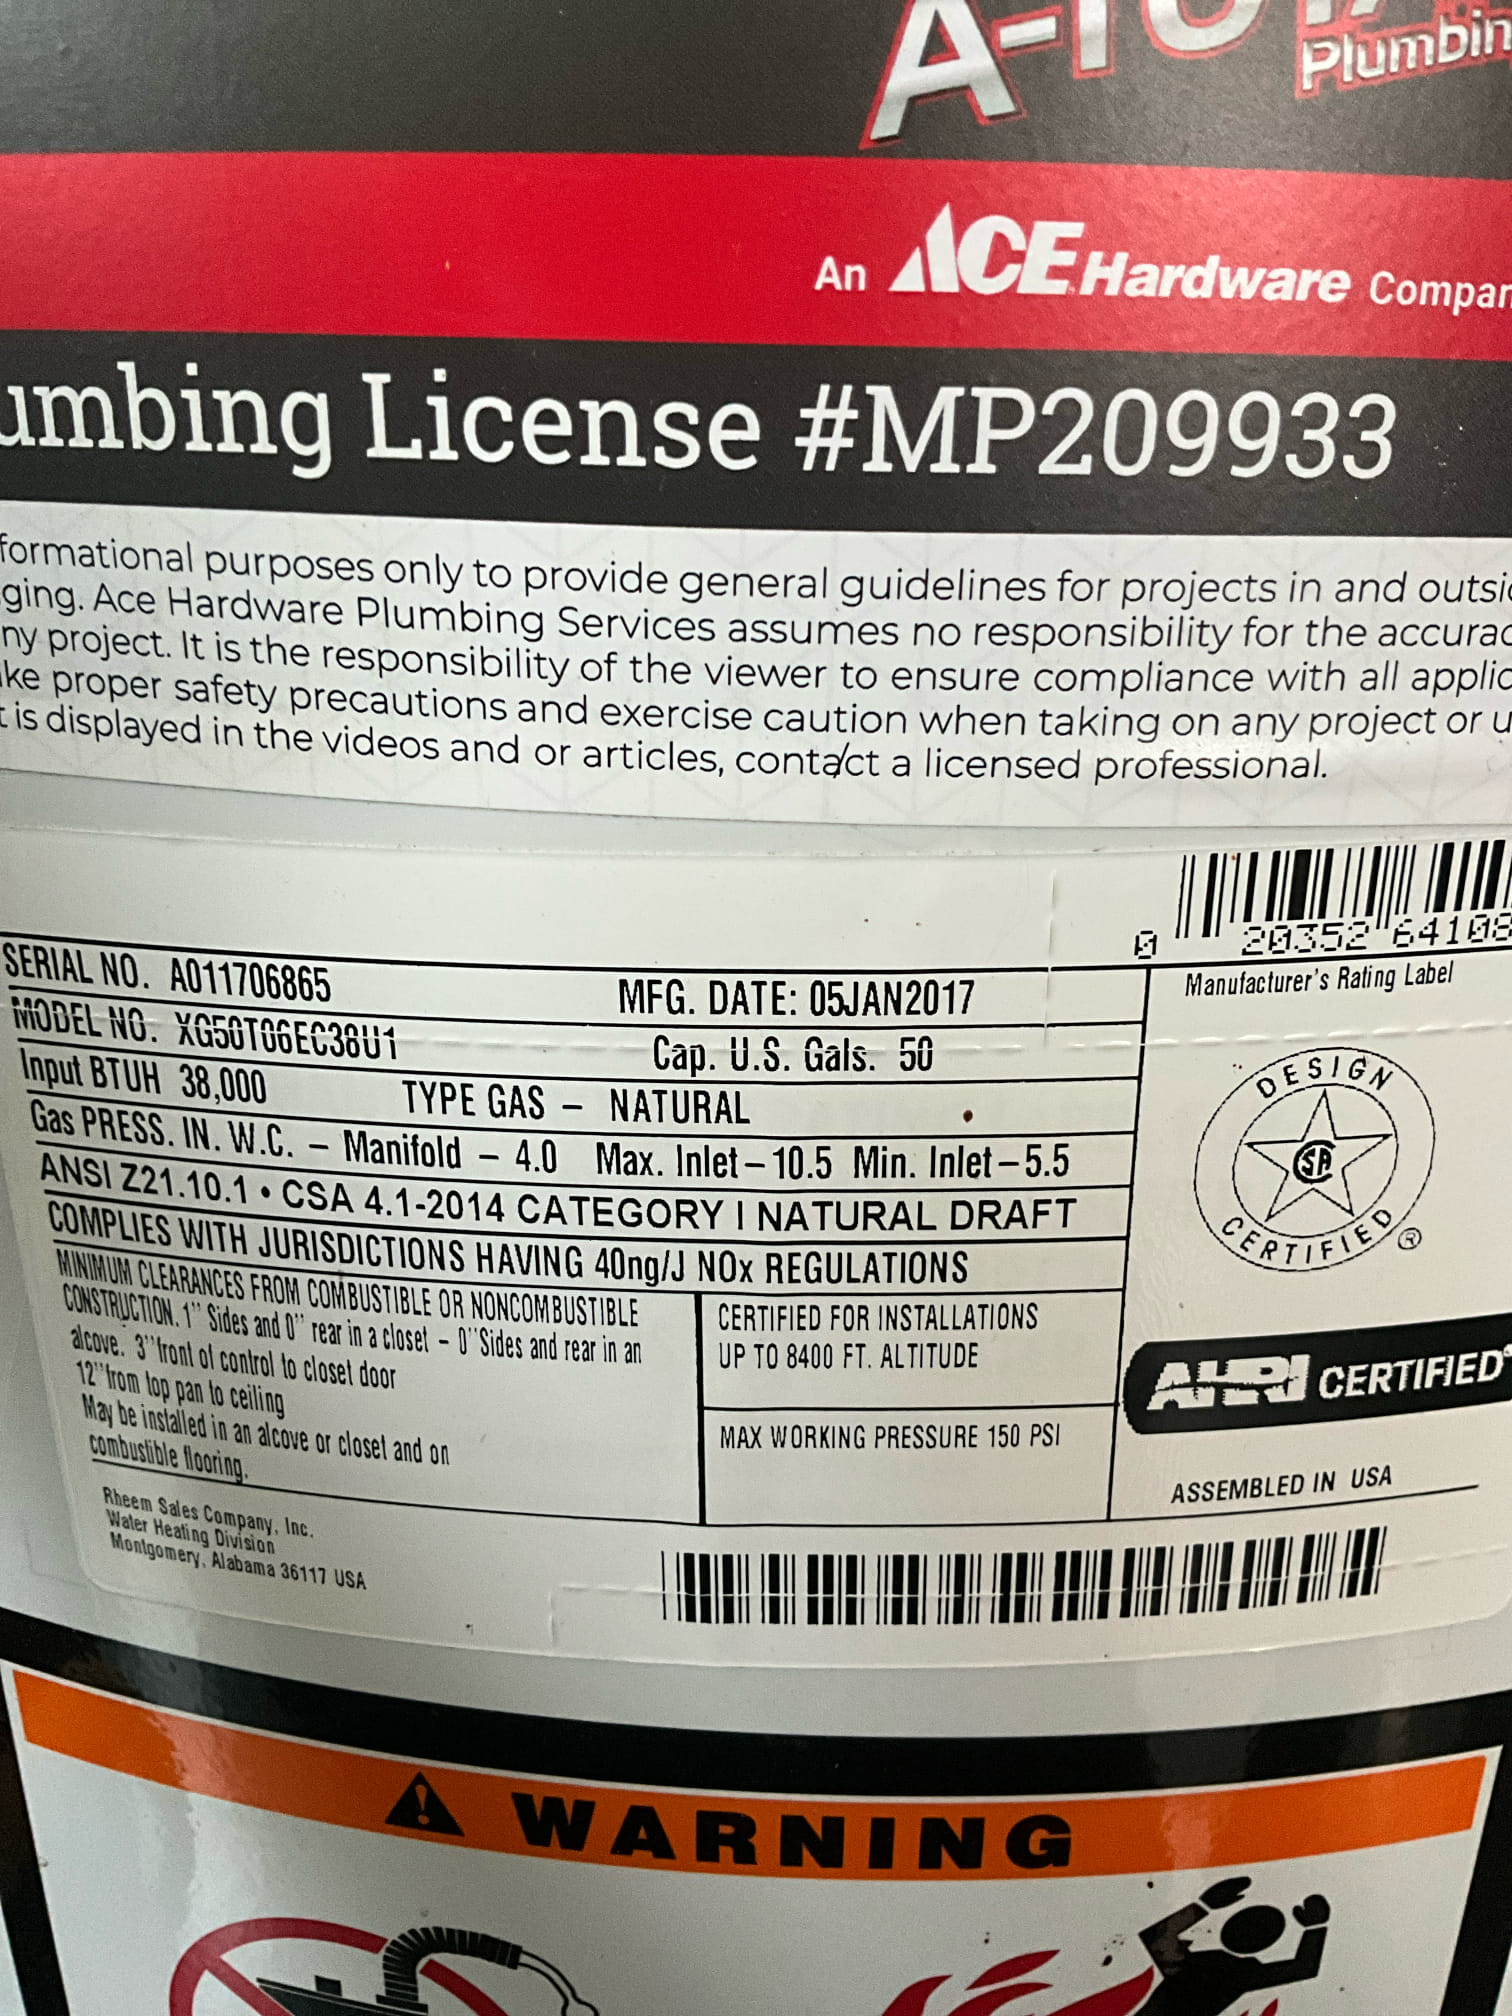 Plumbin
An ACE Hardware Compan
umbing License #MP209933
formational purposes only to provide general guidelines for projects in and outsi
ging. Ace Hardware Plumbing Services assumes no responsibility for the accurac
ny project. It is the responsibility of the viewer to ensure compliance with all applic
ke proper safety precautions and exercise caution when taking on any project or u
t is displayed in the videos and or articles, contact a licensed professional.
0 20352 64108
Manufacturer's Rating Label
SERIAL NO. A011706865 MFG. DATE: 05JAN2017
MODEL NO. XG50T06EC38U1 Cap. U.S. Gals. 50
Input BTUH 38,000 TYPE GAS – NATURAL
Gas PRESS. IN. W.C. – Manifold – 4.0 Max. Inlet – 10.5 Min. Inlet – 5.5
ANSI Z21.10.1 • CSA 4.1-2014 CATEGORY I NATURAL DRAFT
COMPLIES WITH JURISDICTIONS HAVING 40ng/J NOx REGULATIONS
MINIMUM CLEARANCES FROM COMBUSTIBLE OR NONCOMBUSTIBLE
CONSTRUCTION. 1" Sides and 0" rear in a closet – 0" Sides and rear in an
alcove. 3" front of control to closet door
12" from top pan to ceiling
May be installed in an alcove or closet and on
combustible flooring.
CERTIFIED FOR INSTALLATIONS
UP TO 8400 FT. ALTITUDE
MAX WORKING PRESSURE 150 PSI
DESIGN
SA
CERTIFIED ®
AHRI CERTIFIED
ASSEMBLED IN USA
Rheem Sales Company, Inc.
Water Heating Division
Montgomery, Alabama 36117 USA
WARNING